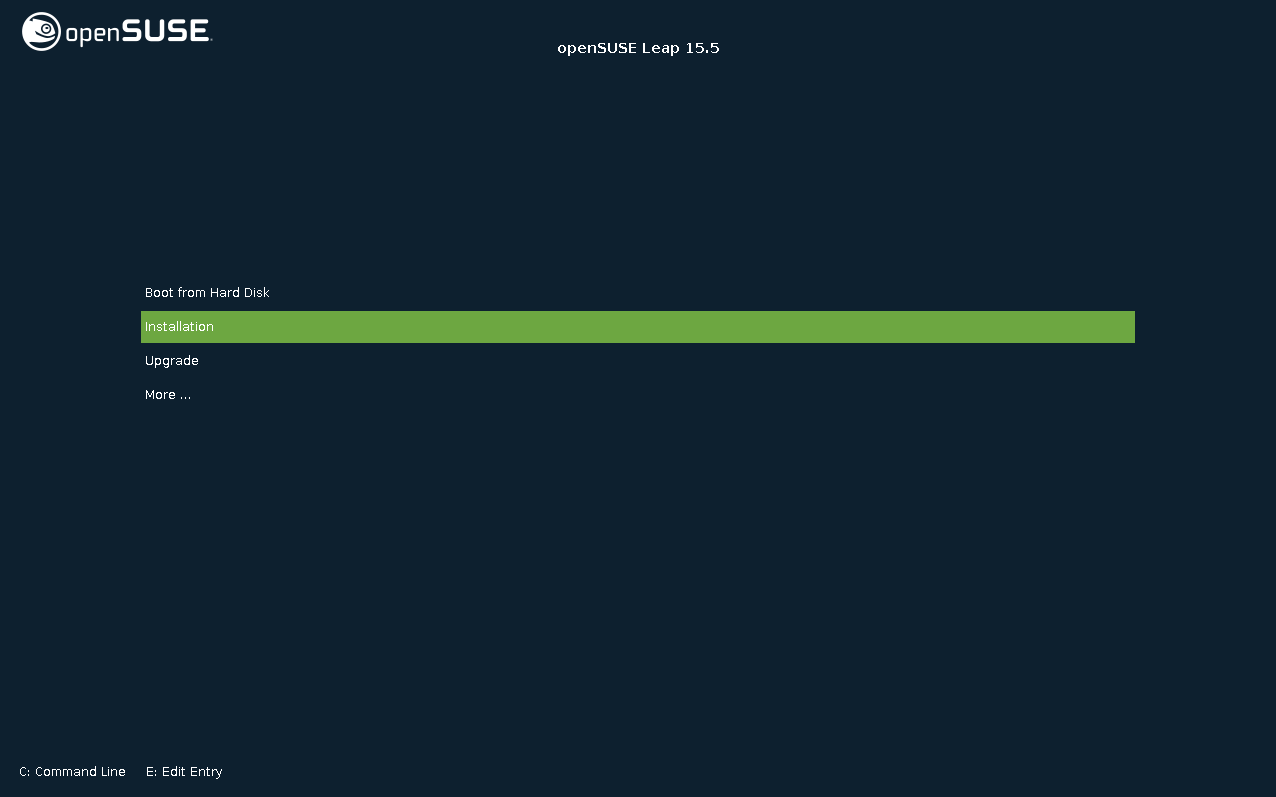 openSUSE.
openSUSE Leap 15.5
Boot from Hard Disk
Installation
Upgrade
More ...
C: Command Line E: Edit Entry